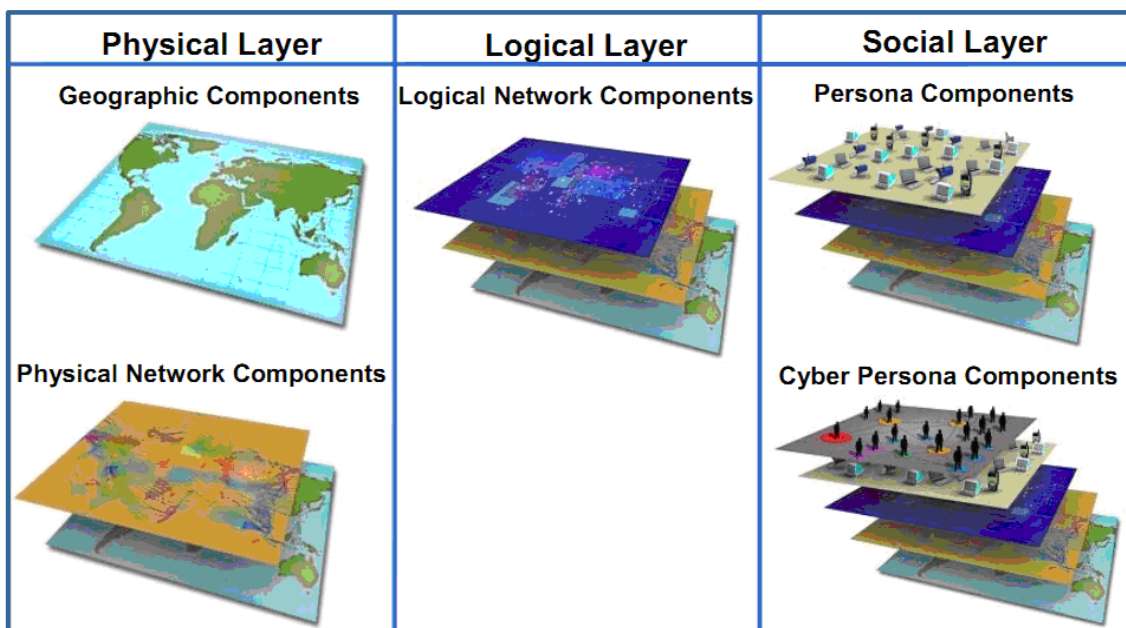 Physical Layer
Logical Layer
Social Layer
Geographic Components
Logical Network Components
Persona Components
Physical Network Components
Cyber Persona Components